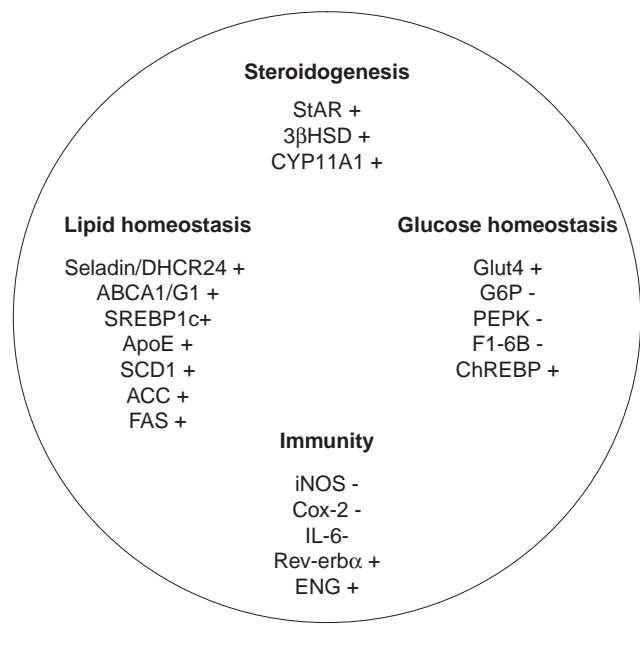 Steroidogenesis
StAR +
3βHSD +
CYP11A1 +
Lipid homeostasis
Seladin/DHCR24 +
ABCA1/G1 +
SREBP1c+
ApoE +
SCD1 +
ACC +
FAS +
Glucose homeostasis
Glut4 +
G6P -
PEPK -
F1-6B -
ChREBP +
Immunity
iNOS -
Cox-2 -
IL-6-
Rev-erbα +
ENG +